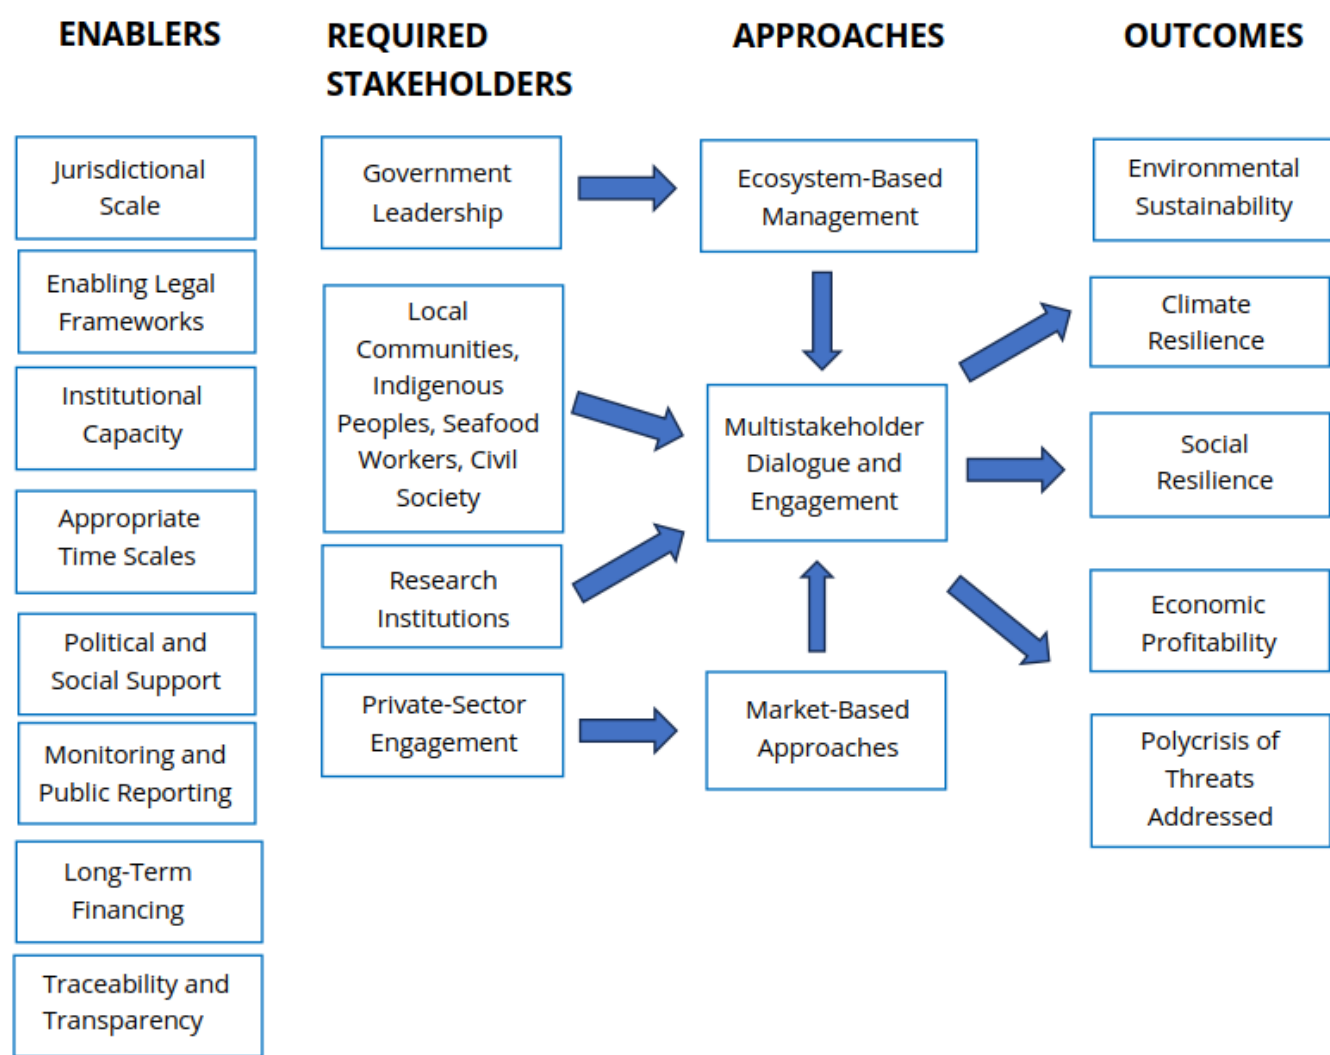 ENABLERS
REQUIRED
STAKEHOLDERS
APPROACHES
OUTCOMES
Jurisdictional
Scale
Enabling Legal
Frameworks
Institutional
Capacity
Appropriate
Time Scales
Political and
Social Support
Monitoring and
Public Reporting
Long-Term
Financing
Traceability and
Transparency
Government
Leadership
Local
Communities,
Indigenous
Peoples, Seafood
Workers, Civil
Society
Research
Institutions
Private-Sector
Engagement
Ecosystem-Based
Management
Multistakeholder
Dialogue and
Engagement
Market-Based
Approaches
Environmental
Sustainability
Climate
Resilience
Social
Resilience
Economic
Profitability
Polycrisis of
Threats
Addressed